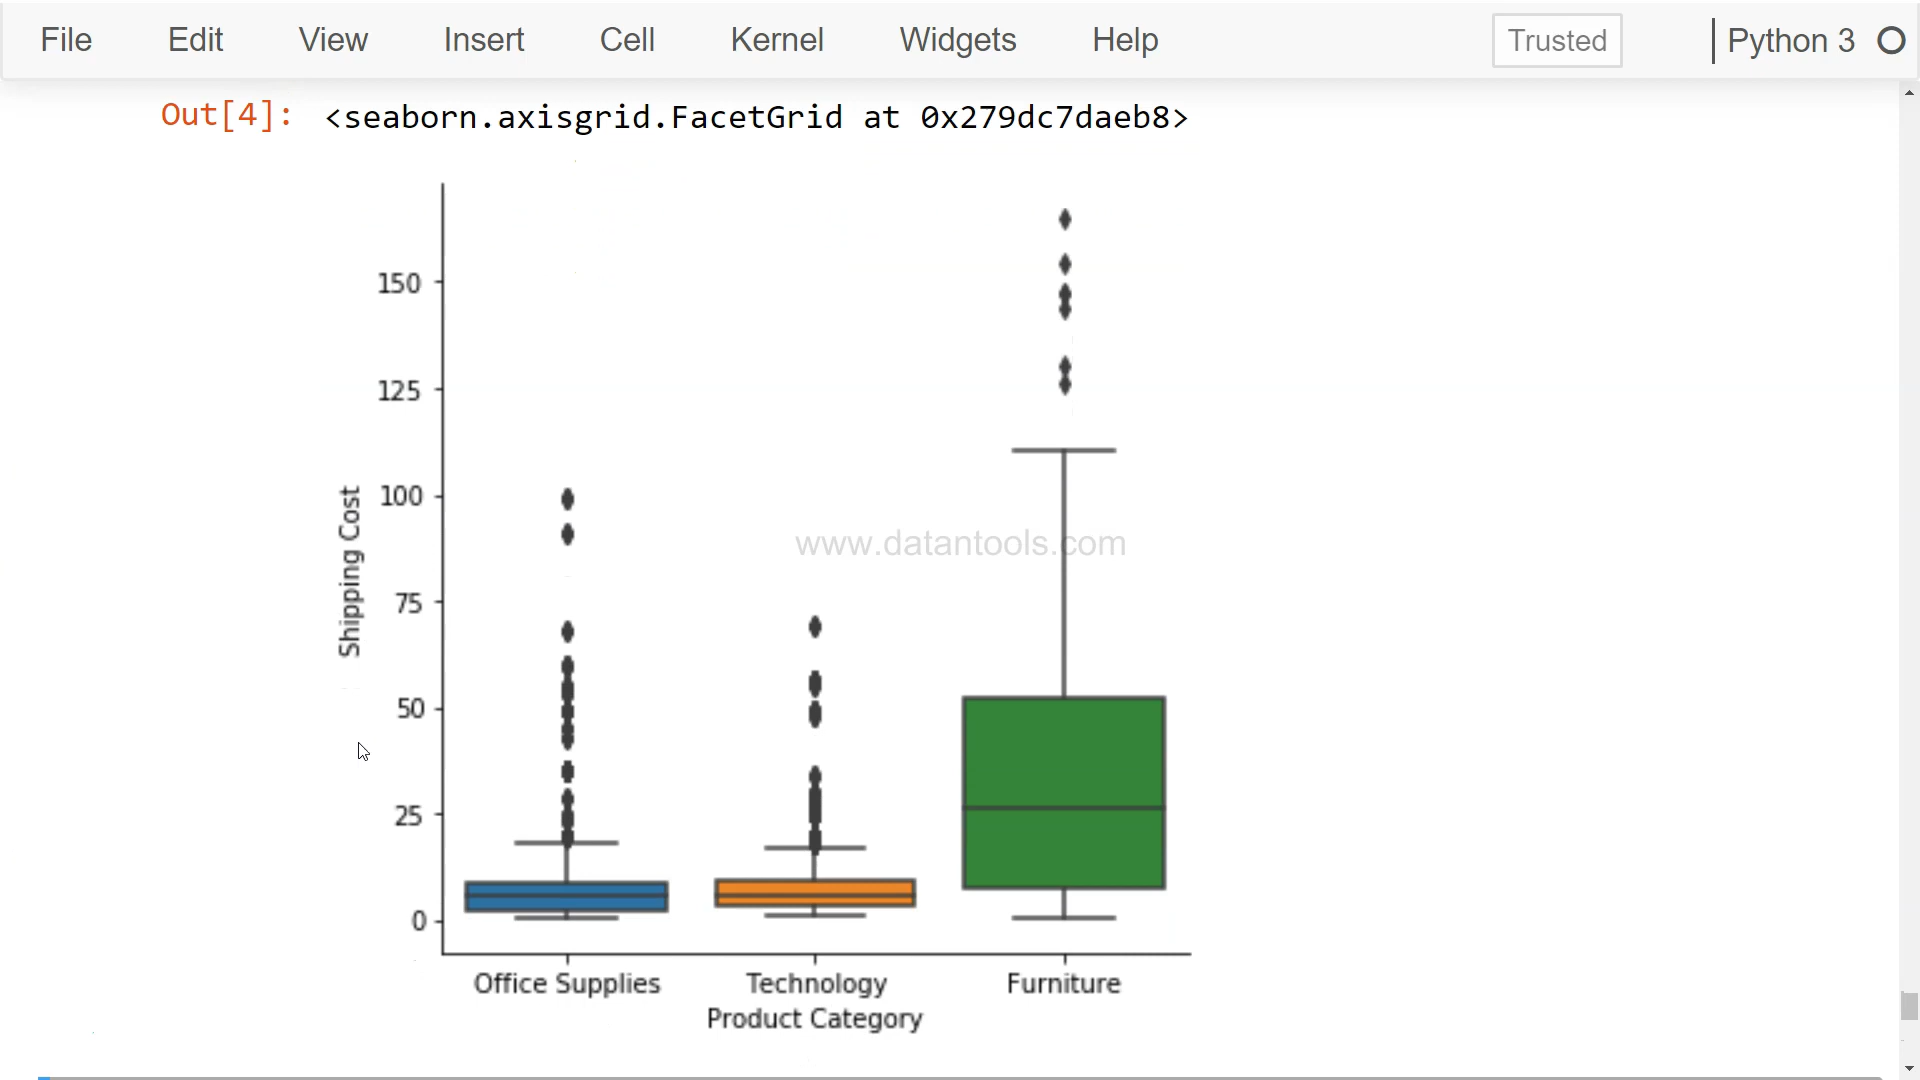 File Edit View Insert Cell Kernel Widgets Help Trusted Python 3
Out[4]: <seaborn.axisgrid.FacetGrid at 0x279dc7daeb8>
150
125
100
75
50
25
0
Shipping Cost
www.datantools.com
Office Supplies Technology Furniture
Product Category